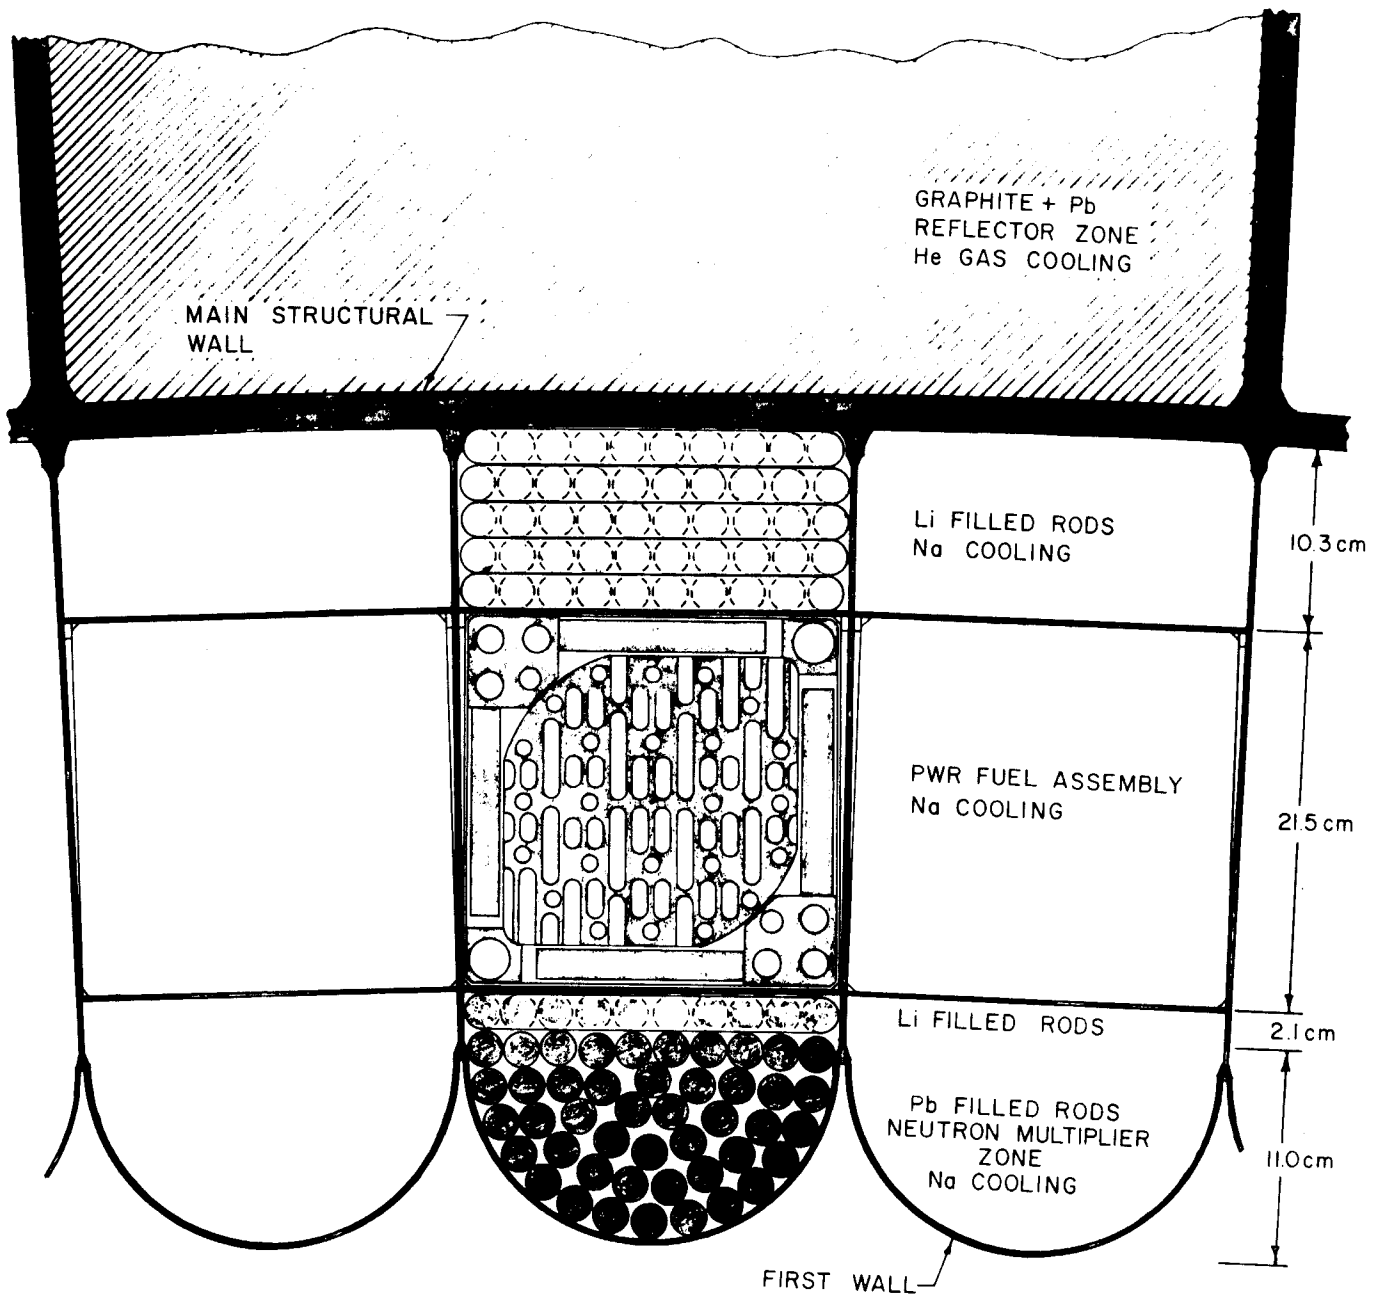 GRAPHITE + Pb
REFLECTOR ZONE
He GAS COOLING
MAIN STRUCTURAL
WALL
Li FILLED RODS
Na COOLING
10.3 cm
PWR FUEL ASSEMBLY
Na COOLING
21.5 cm
Li FILLED RODS
2.1 cm
Pb FILLED RODS
NEUTRON MULTIPLIER
ZONE
Na COOLING
11.0 cm
FIRST WALL